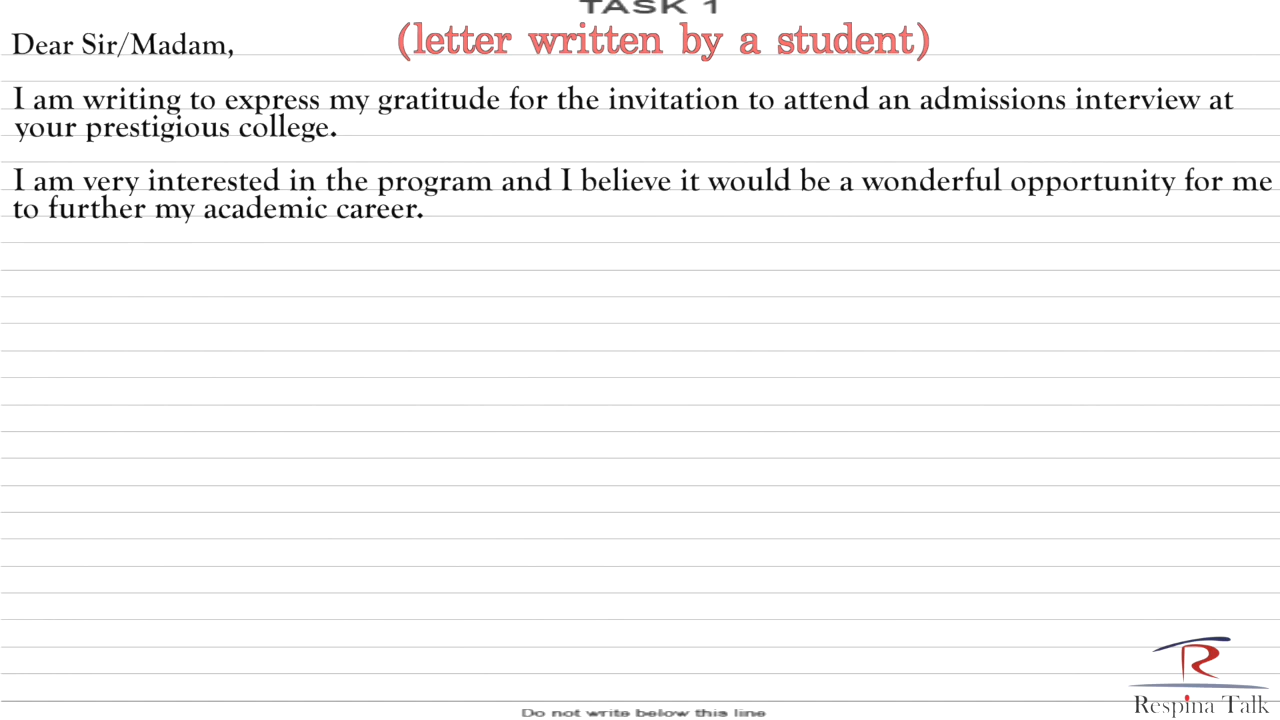 TASK 1
(letter written by a student)
Dear Sir/Madam,
I am writing to express my gratitude for the invitation to attend an admissions interview at
your prestigious college.
I am very interested in the program and I believe it would be a wonderful opportunity for me
to further my academic career.
Do not write below this line
Respina Talk